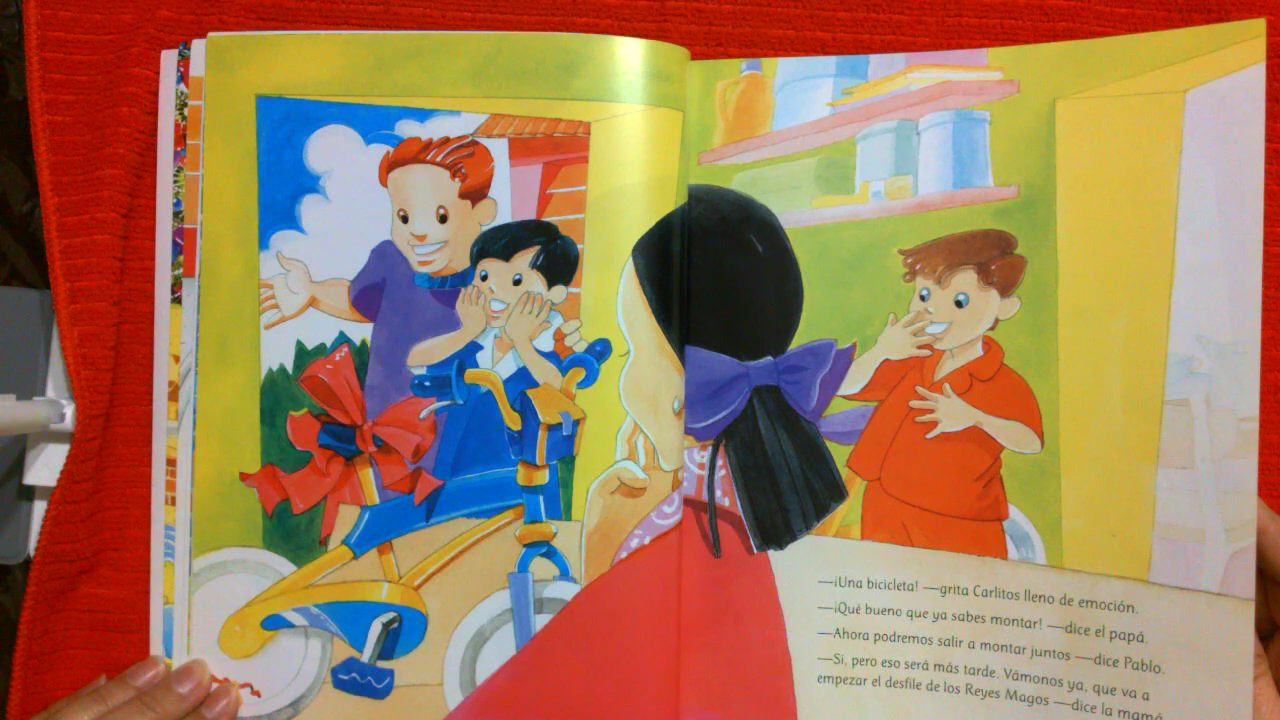 —¡Una bicicleta! —grita Carlitos lleno de emoción.
—¡Qué bueno que ya sabes montar! —dice el papá.
—Ahora podremos salir a montar juntos —dice Pablo.
—Sí, pero eso será más tarde. Vámonos ya, que va a
empezar el desfile de los Reyes Magos —dice la mamá